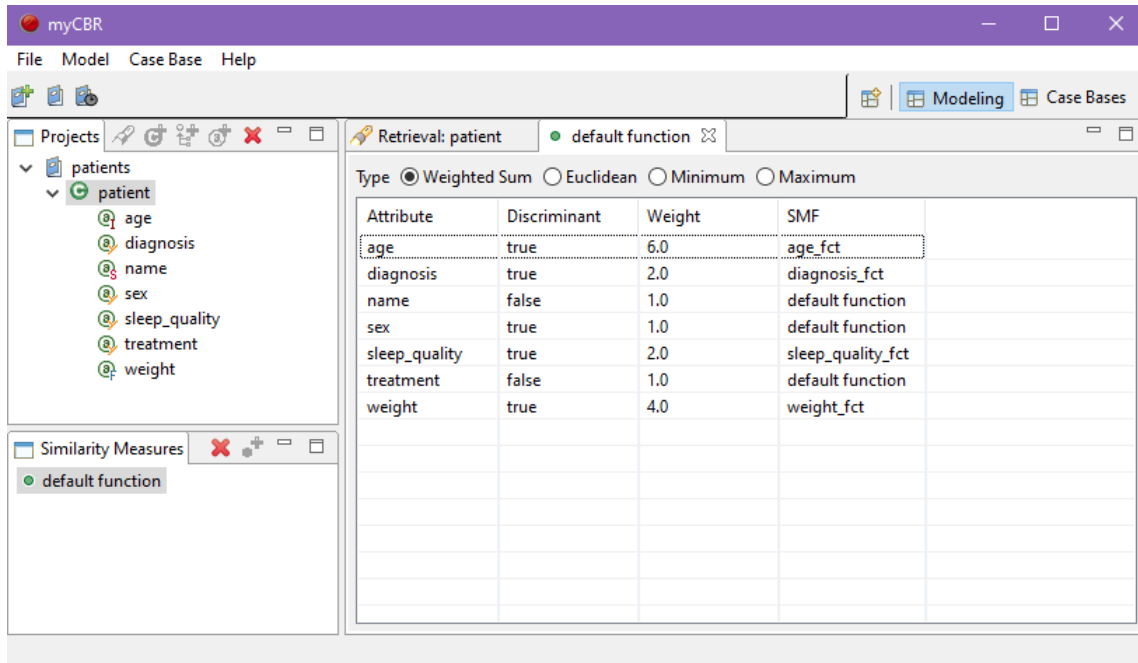 myCBR
File Model Case Base Help
Modeling Case Bases
Projects
patients
patient
age
diagnosis
name
sex
sleep_quality
treatment
weight
Similarity Measures
default function
Retrieval: patient default function
Type Weighted Sum Euclidean Minimum Maximum
Attribute Discriminant Weight SMF
age true 6.0 age_fct
diagnosis true 2.0 diagnosis_fct
name false 1.0 default function
sex true 1.0 default function
sleep_quality true 2.0 sleep_quality_fct
treatment false 1.0 default function
weight true 4.0 weight_fct